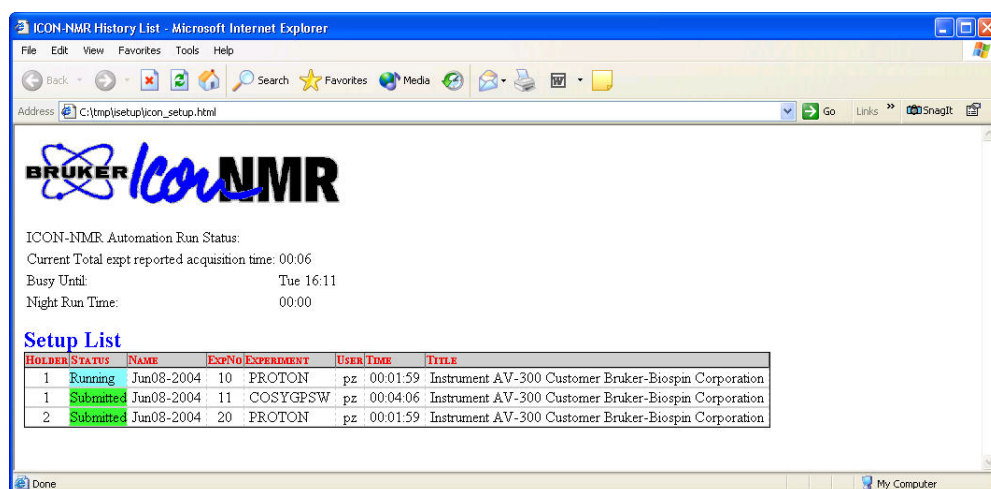 ICON-NMR History List - Microsoft Internet Explorer
File Edit View Favorites Tools Help
Back Search Favorites Media
Address C:\tmp\jsetup\icon_setup.html Go Links » SnagIt
BRUKER Icon NMR
ICON-NMR Automation Run Status:
Current Total expt reported acquisition time: 00:06
Busy Until: Tue 16:11
Night Run Time: 00:00
Setup List
HOLDER STATUS NAME EXPNO EXPERIMENT USER TIME TITLE
1 Running Jun08-2004 10 PROTON pz 00:01:59 Instrument AV-300 Customer Bruker-Biospin Corporation
1 Submitted Jun08-2004 11 COSYGPSW pz 00:04:06 Instrument AV-300 Customer Bruker-Biospin Corporation
2 Submitted Jun08-2004 20 PROTON pz 00:01:59 Instrument AV-300 Customer Bruker-Biospin Corporation
Done My Computer